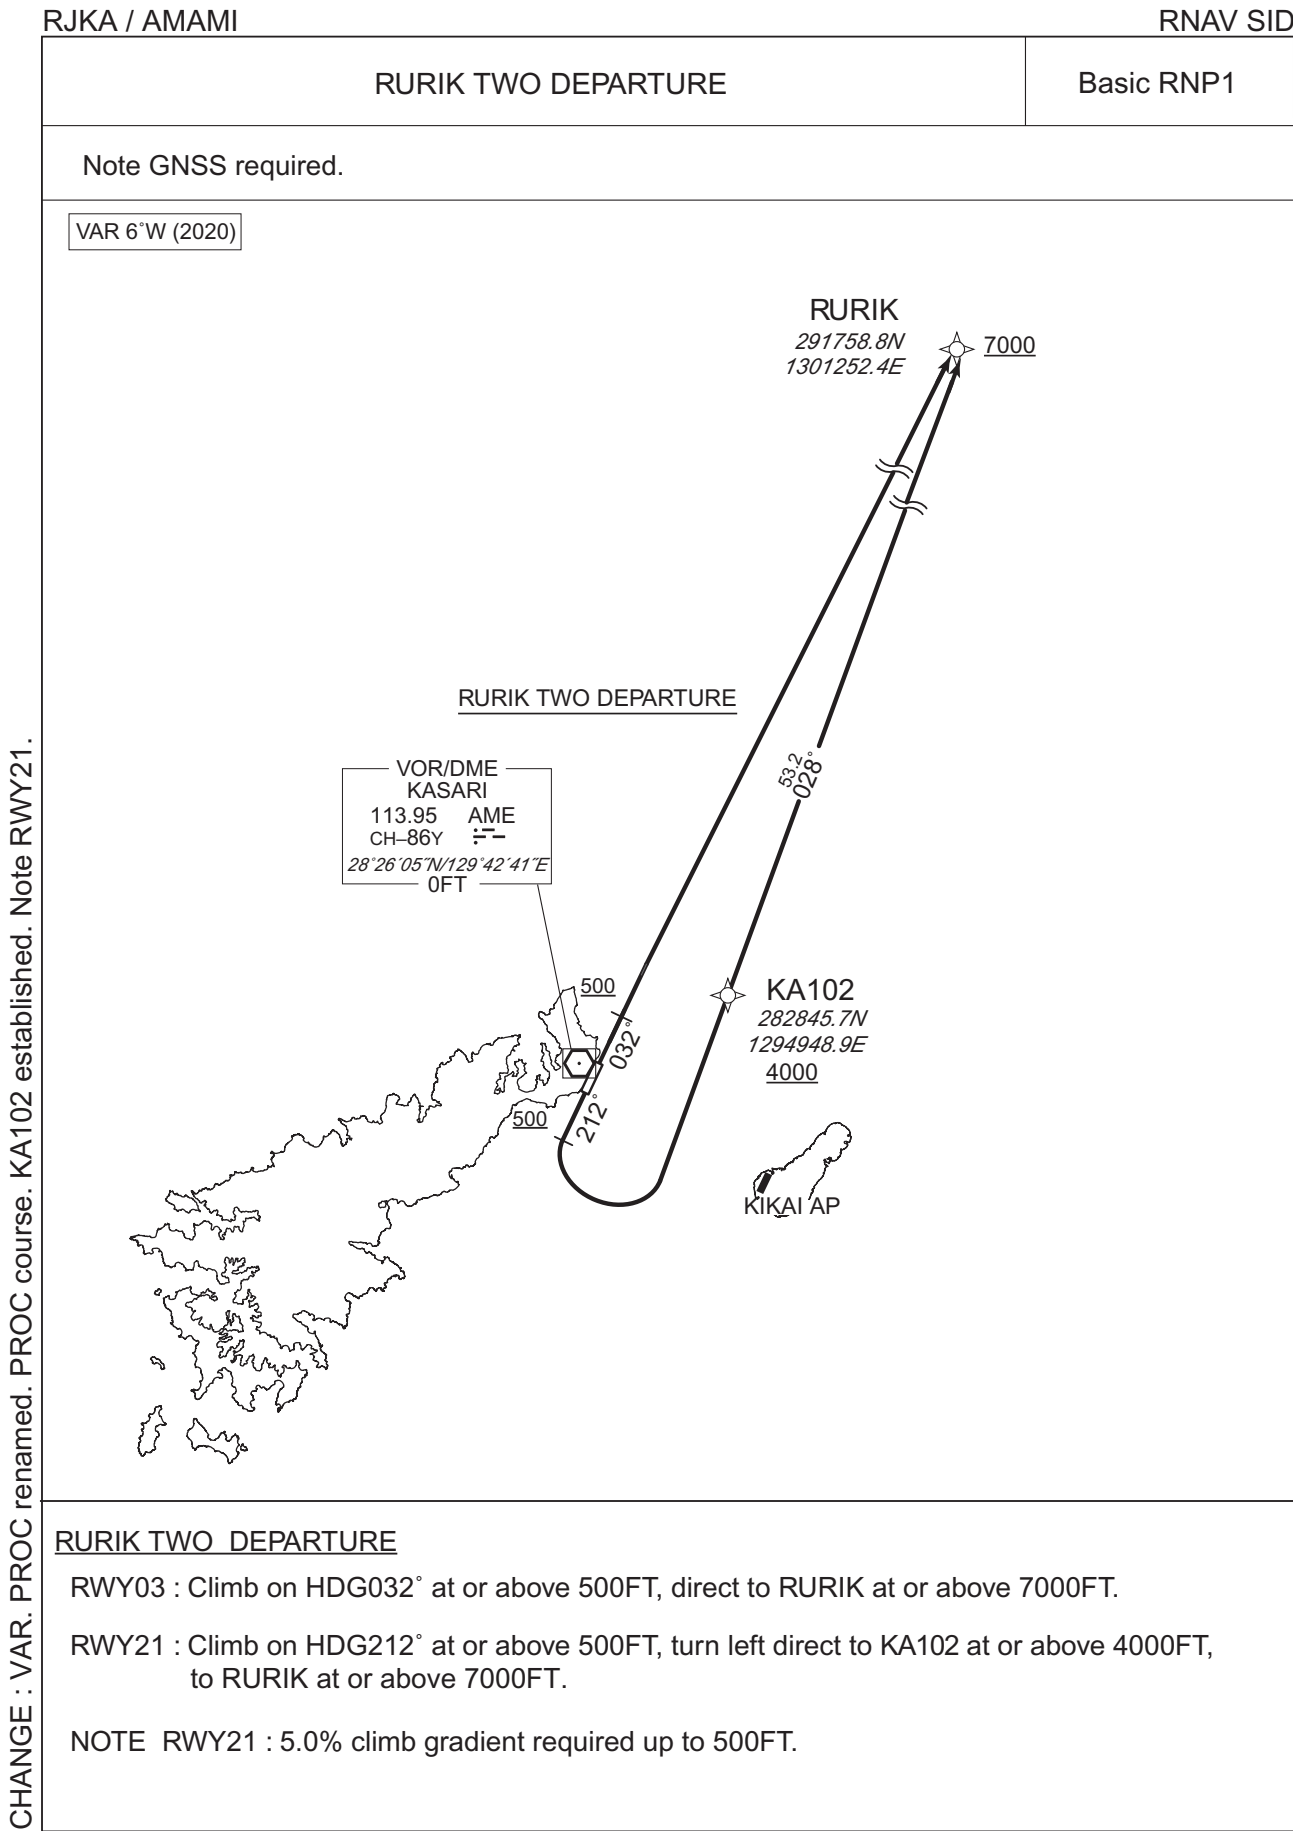 RJKA / AMAMI
RNAV SID
RURIK TWO DEPARTURE
Basic RNP1
Note GNSS required.
VAR 6˚W (2020)
RURIK
291758.8N
1301252.4E
7000
RURIK TWO DEPARTURE
53.2
028˚
VOR/DME
KASARI
113.95 AME
CH–86Y
28˚26´05˝N/129˚42´41˝E
0FT
500
032˚
KA102
282845.7N
1294948.9E
4000
500
212˚
KIKAI AP
RURIK TWO DEPARTURE
RWY03 : Climb on HDG032˚ at or above 500FT, direct to RURIK at or above 7000FT.
RWY21 : Climb on HDG212˚ at or above 500FT, turn left direct to KA102 at or above 4000FT,
to RURIK at or above 7000FT.
NOTE RWY21 : 5.0% climb gradient required up to 500FT.
CHANGE : VAR. PROC renamed. PROC course. KA102 established. Note RWY21.